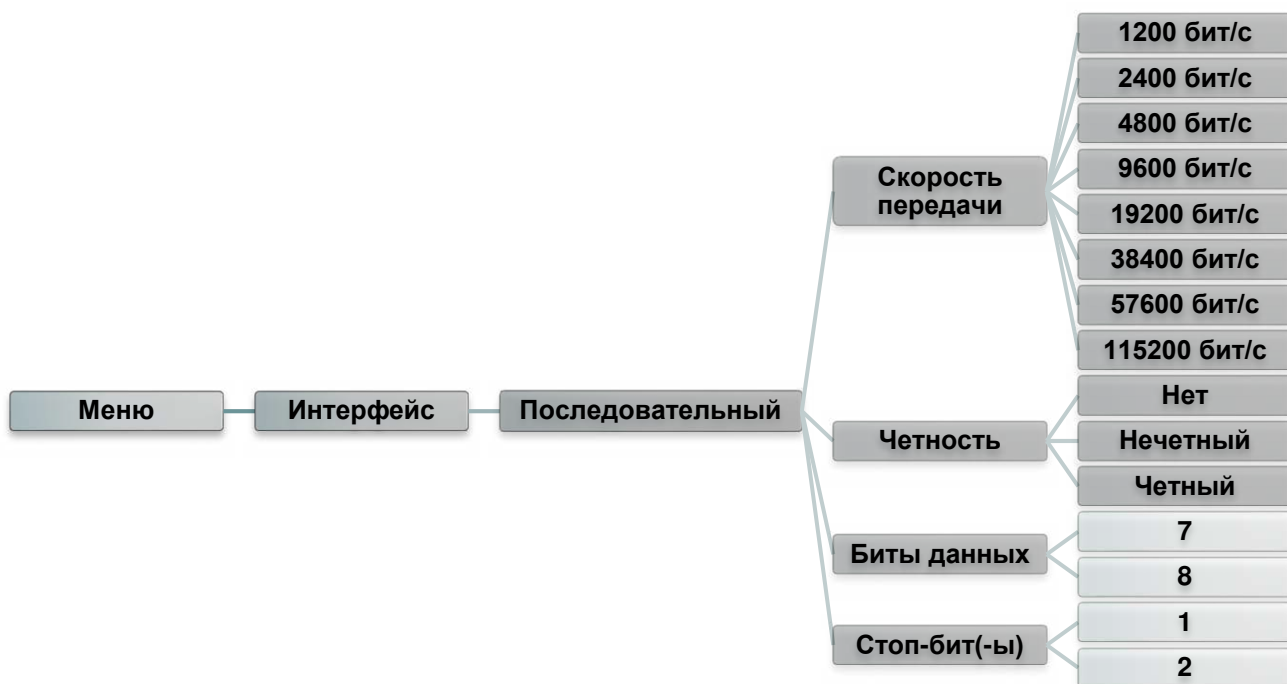 Меню
Интерфейс
Последовательный
Скорость
передачи
1200 бит/с
2400 бит/с
4800 бит/с
9600 бит/с
19200 бит/с
38400 бит/с
57600 бит/с
115200 бит/с
Четность
Нет
Нечетный
Четный
Биты данных
7
8
Стоп-бит(-ы)
1
2